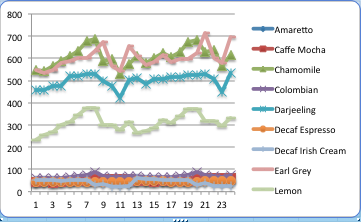 800
700
600
500
400
300
200
100
0
1 3 5 7 9 11 13 15 17 19 21 23
Amaretto
Caffe Mocha
Chamomile
Colombian
Darjeeling
Decaf Espresso
Decaf Irish Cream
Earl Grey
Lemon